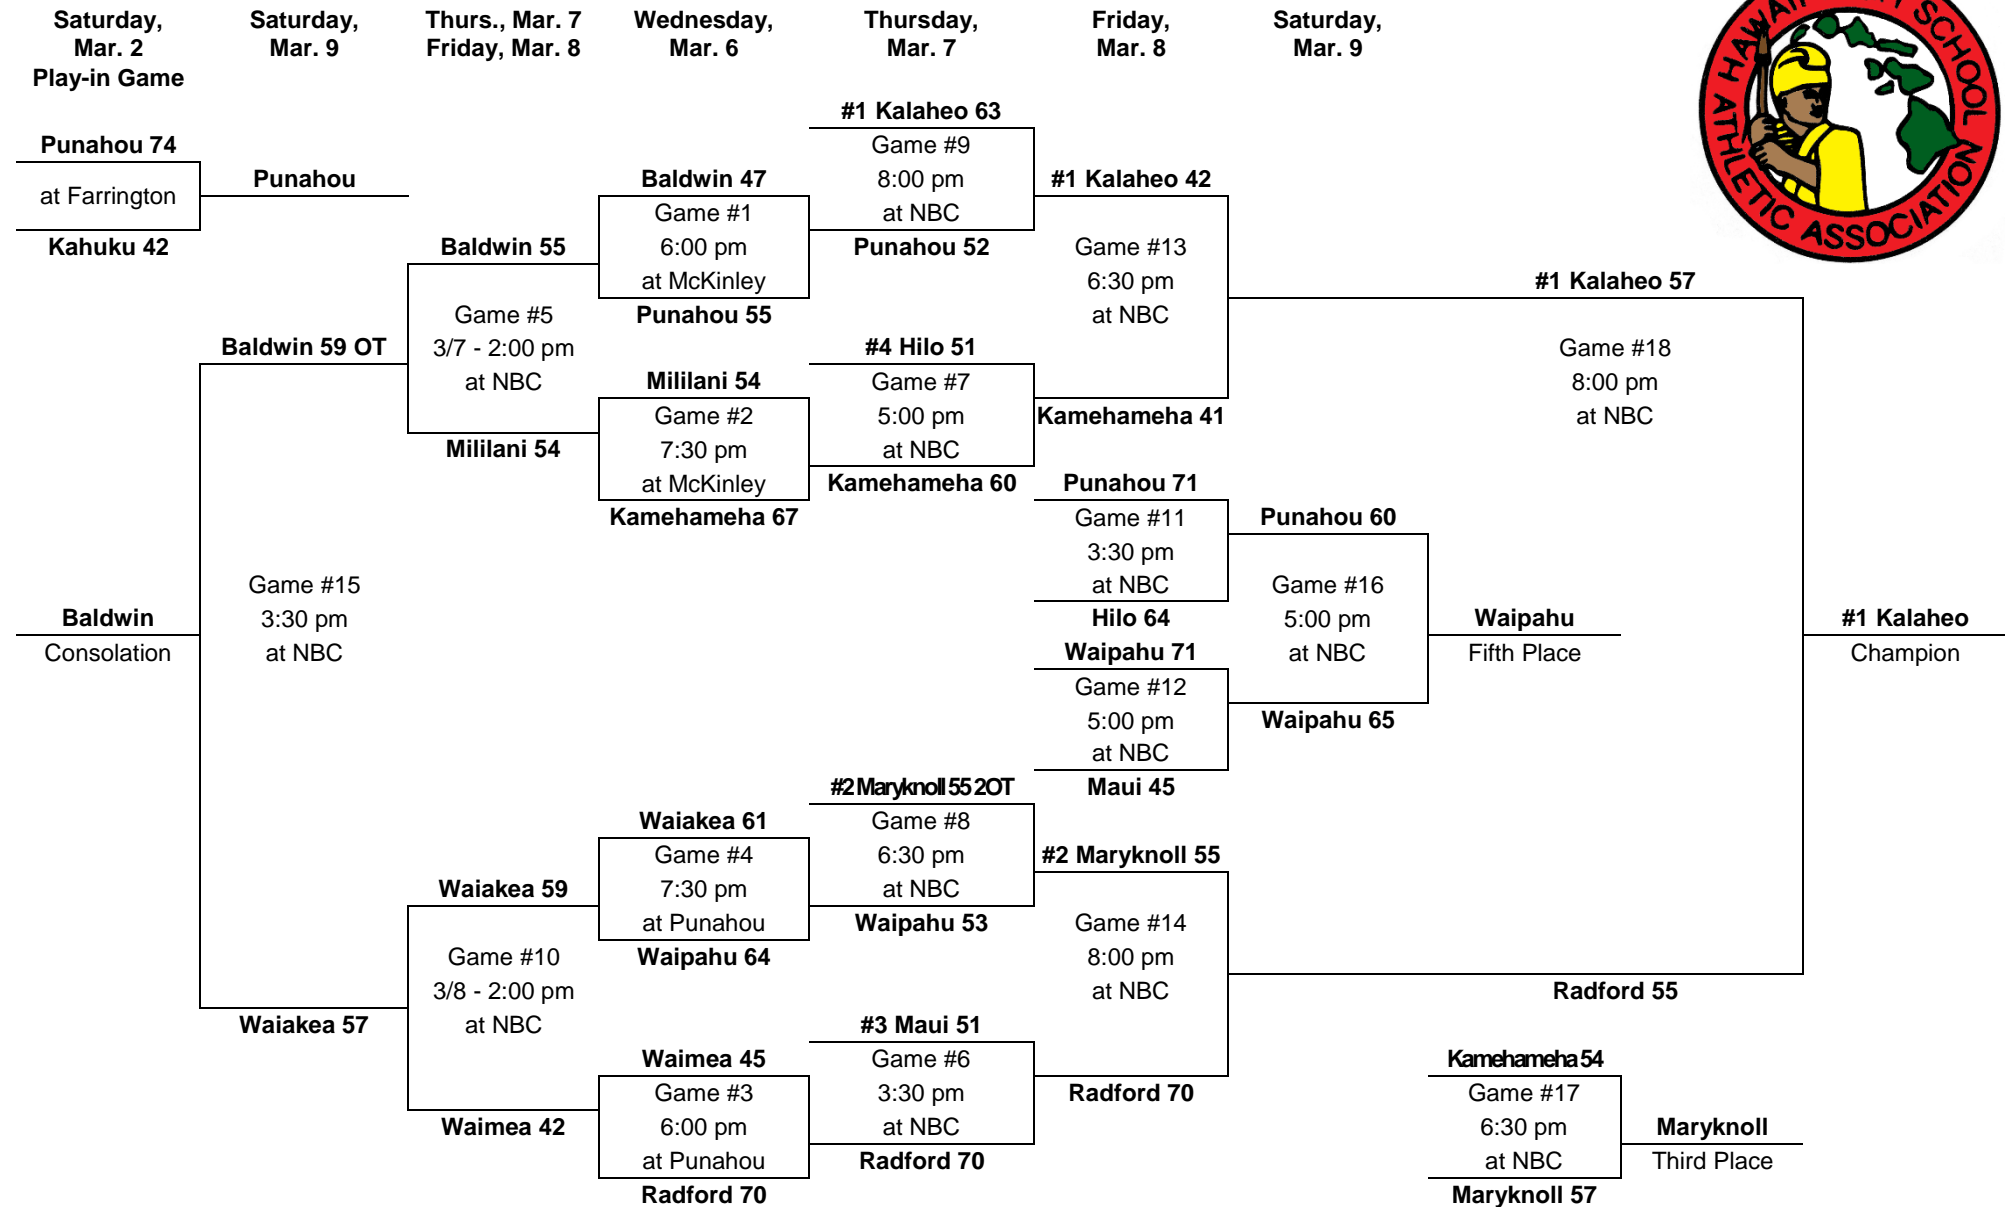 Saturday,
Mar. 2
Play-in Game
Saturday,
Mar. 9
Thurs., Mar. 7
Friday, Mar. 8
Wednesday,
Mar. 6
Thursday,
Mar. 7
Friday,
Mar. 8
Saturday,
Mar. 9
SCHOOL
ATHLETIC ASSOCIATION
Punahou 74
at Farrington
Kahuku 42
Baldwin
Consolation
Punahou
Baldwin 59 OT
Game #15
3:30 pm
at NBC
Waiakea 57
Baldwin 55
Game #5
3/7 - 2:00 pm
at NBC
Mililani 54
Waiakea 59
Game #10
3/8 - 2:00 pm
at NBC
Waimea 42
Baldwin 47
Game #1
6:00 pm
at McKinley
Punahou 55
Mililani 54
Game #2
7:30 pm
at McKinley
Kamehameha 67
Waiakea 61
Game #4
7:30 pm
at Punahou
Waipahu 64
Waimea 45
Game #3
6:00 pm
at Punahou
Radford 70
#1 Kalaheo 63
Game #9
8:00 pm
at NBC
Punahou 52
#4 Hilo 51
Game #7
5:00 pm
at NBC
Kamehameha 60
#2 Maryknoll 55 2OT
Game #8
6:30 pm
at NBC
Waipahu 53
#3 Maui 51
Game #6
3:30 pm
at NBC
Radford 70
#1 Kalaheo 42
Game #13
6:30 pm
at NBC
Kamehameha 41
Punahou 71
Game #11
3:30 pm
at NBC
Hilo 64
Waipahu 71
Game #12
5:00 pm
at NBC
Maui 45
#2 Maryknoll 55
Game #14
8:00 pm
at NBC
Radford 70
Punahou 60
Game #16
5:00 pm
at NBC
Waipahu 65
Waipahu
Fifth Place
#1 Kalaheo 57
Game #18
8:00 pm
at NBC
Radford 55
#1 Kalaheo
Champion
Kamehameha 54
Game #17
6:30 pm
at NBC
Maryknoll 57
Maryknoll
Third Place